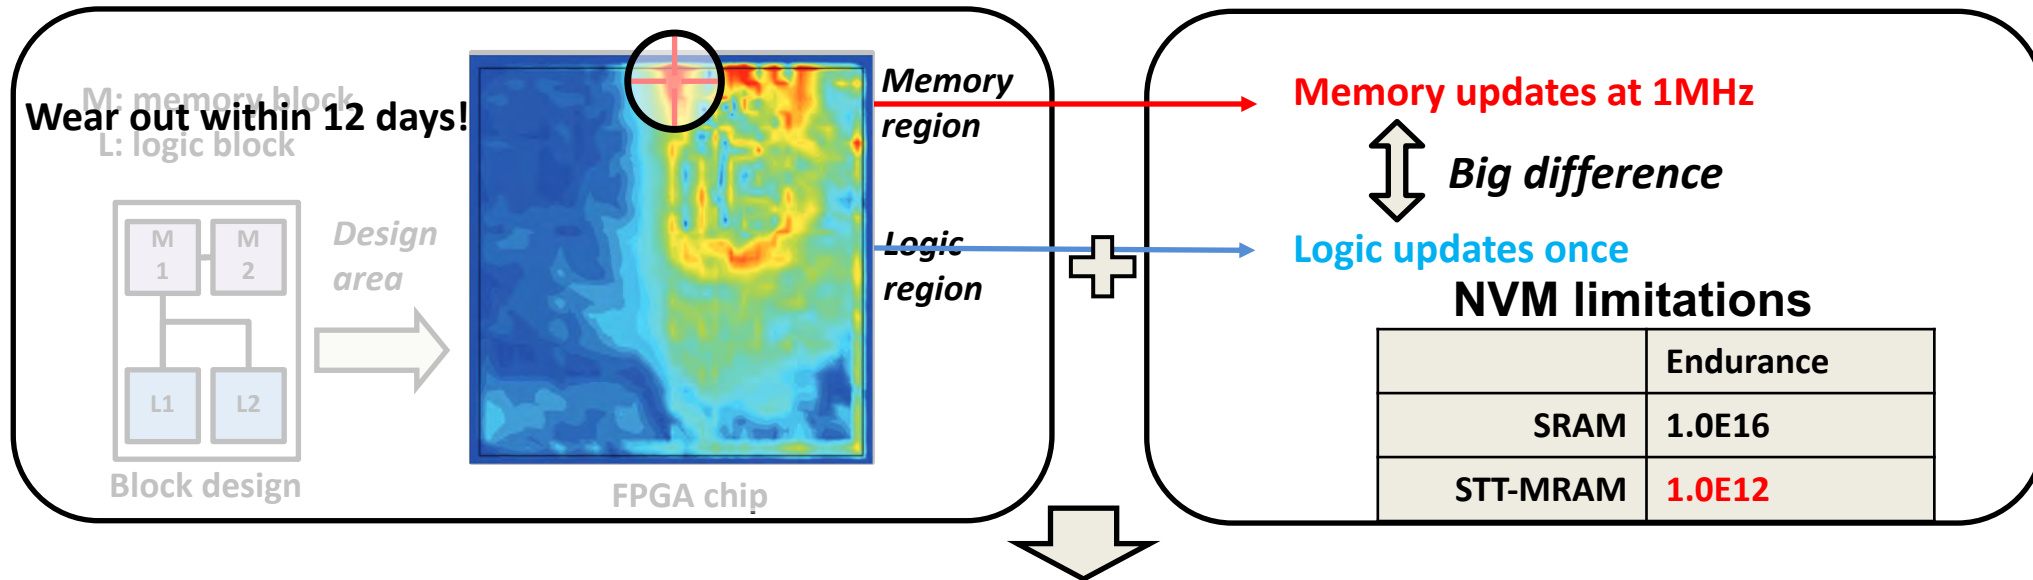 M: memory block
Wear out within 12 days!
L: logic block
M
1
M
2
L1
L2
Block design
Design
area
FPGA chip
Memory
region
Logic
region
Memory updates at 1MHz
Big difference
Logic updates once
NVM limitations
Endurance
SRAM 1.0E16
STT-MRAM 1.0E12